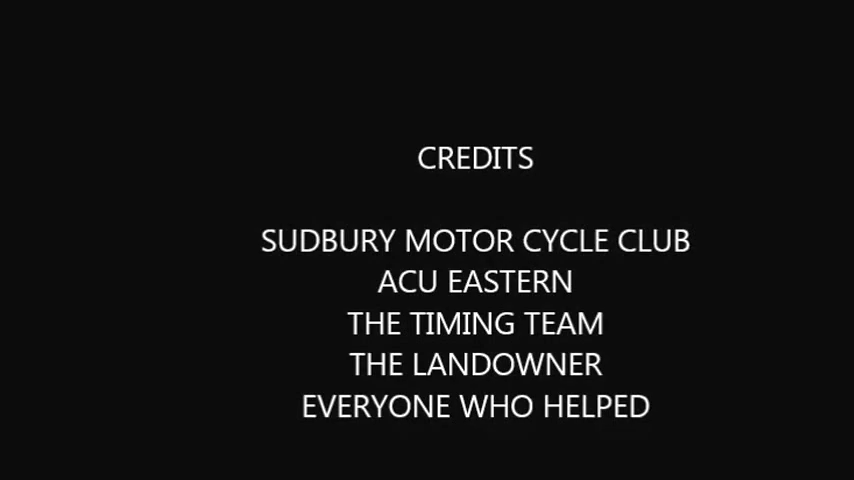 CREDITS
SUDBURY MOTOR CYCLE CLUB
ACU EASTERN
THE TIMING TEAM
THE LANDOWNER
EVERYONE WHO HELPED